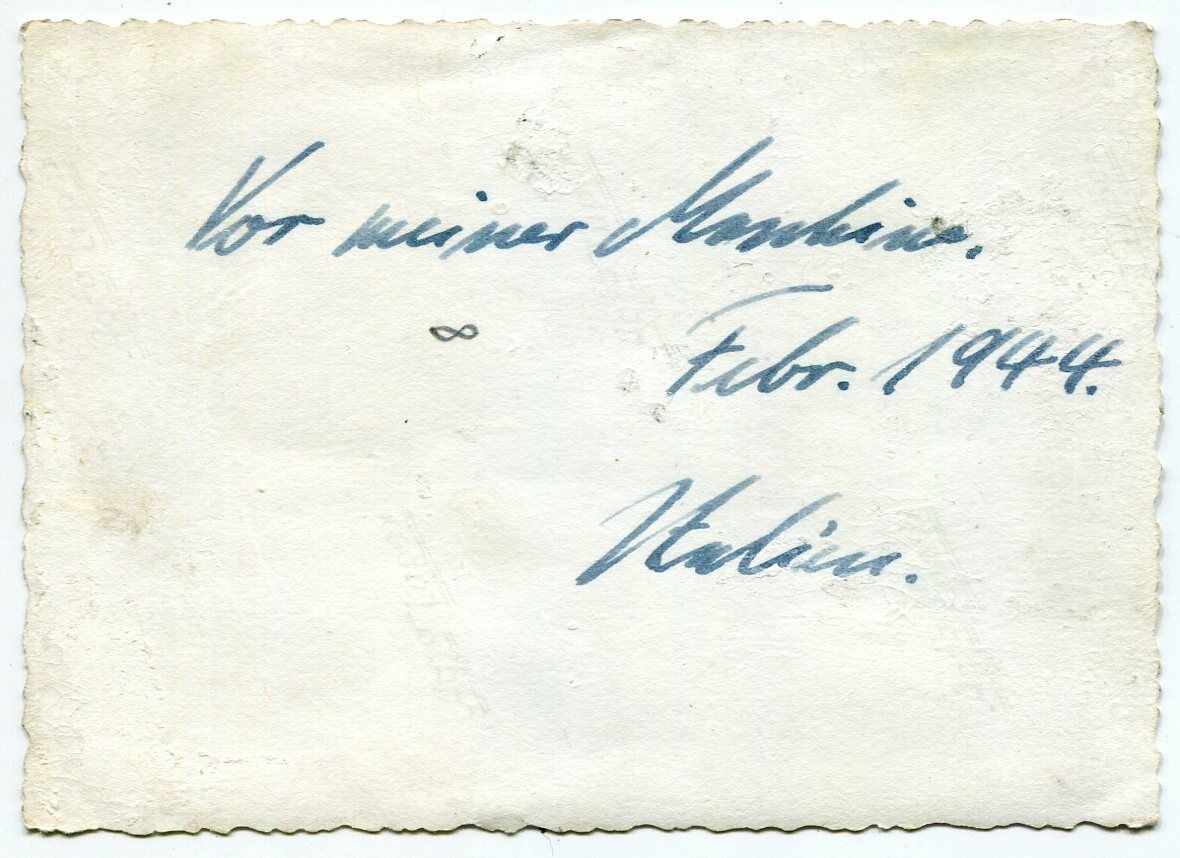 Vor meiner Maschine.
Febr. 1944.
Italien.